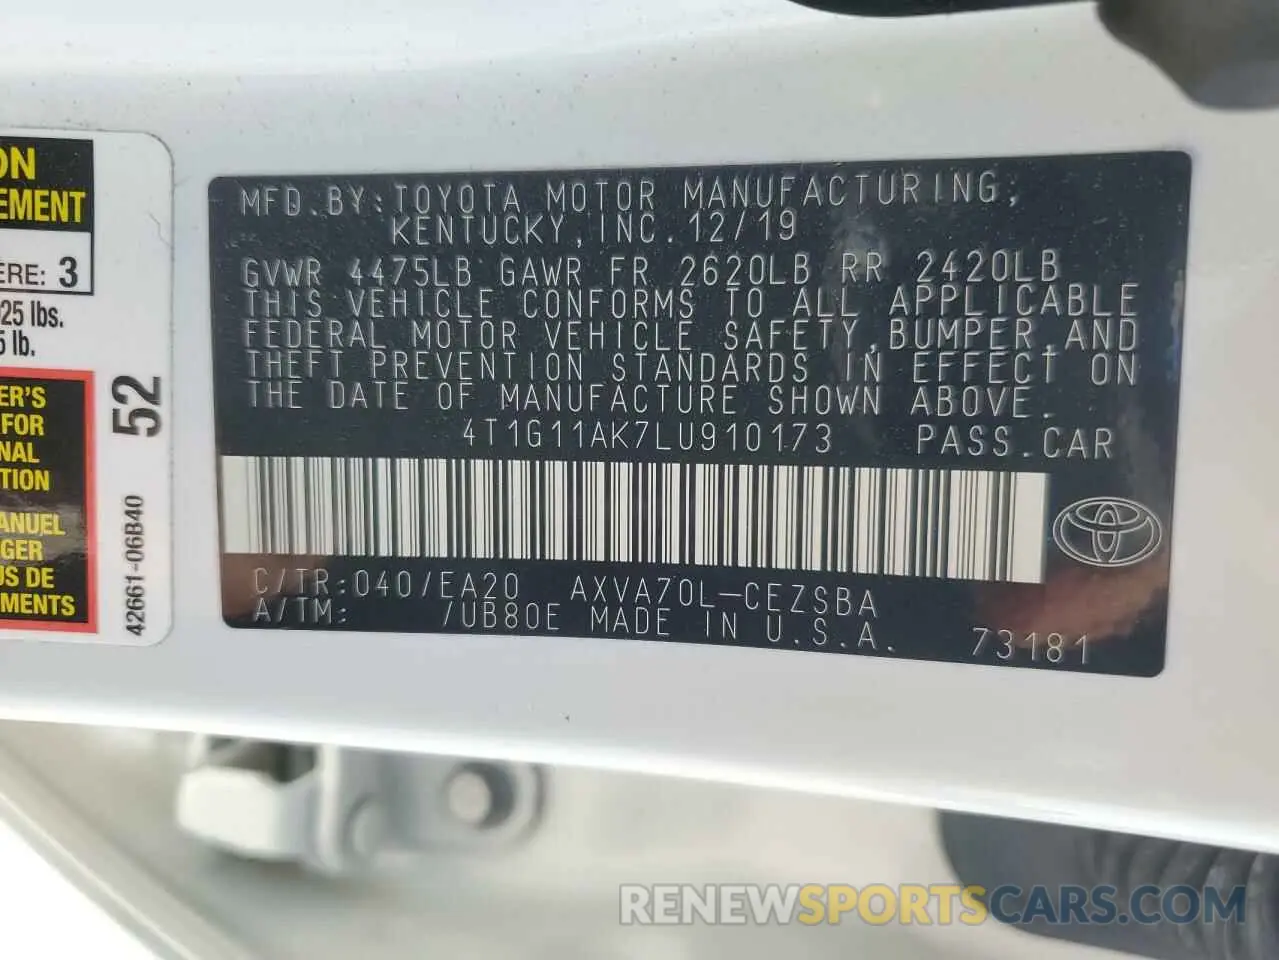 ON
EMENT
ERE: 3
25 lbs.
5 lb.
ER'S
FOR
NAL
TION
ANUEL
GER
US DE
MENTS
52
42661-06B40
MFD.BY:TOYOTA MOTOR MANUFACTURING,
KENTUCKY,INC. 12/19
GVWR 4475LB GAWR FR 2620LB RR 2420LB
THIS VEHICLE CONFORMS TO ALL APPLICABLE
FEDERAL MOTOR VEHICLE SAFETY,BUMPER,AND
THEFT PREVENTION STANDARDS IN EFFECT ON
THE DATE OF MANUFACTURE SHOWN ABOVE.
4T1G11AK7LU910173 PASS.CAR
C/TR:040/EA20 AXVA70L-CEZSBA
A/TM: /UB80E MADE IN U.S.A. 73181
RENEWSPORTSCARS.COM